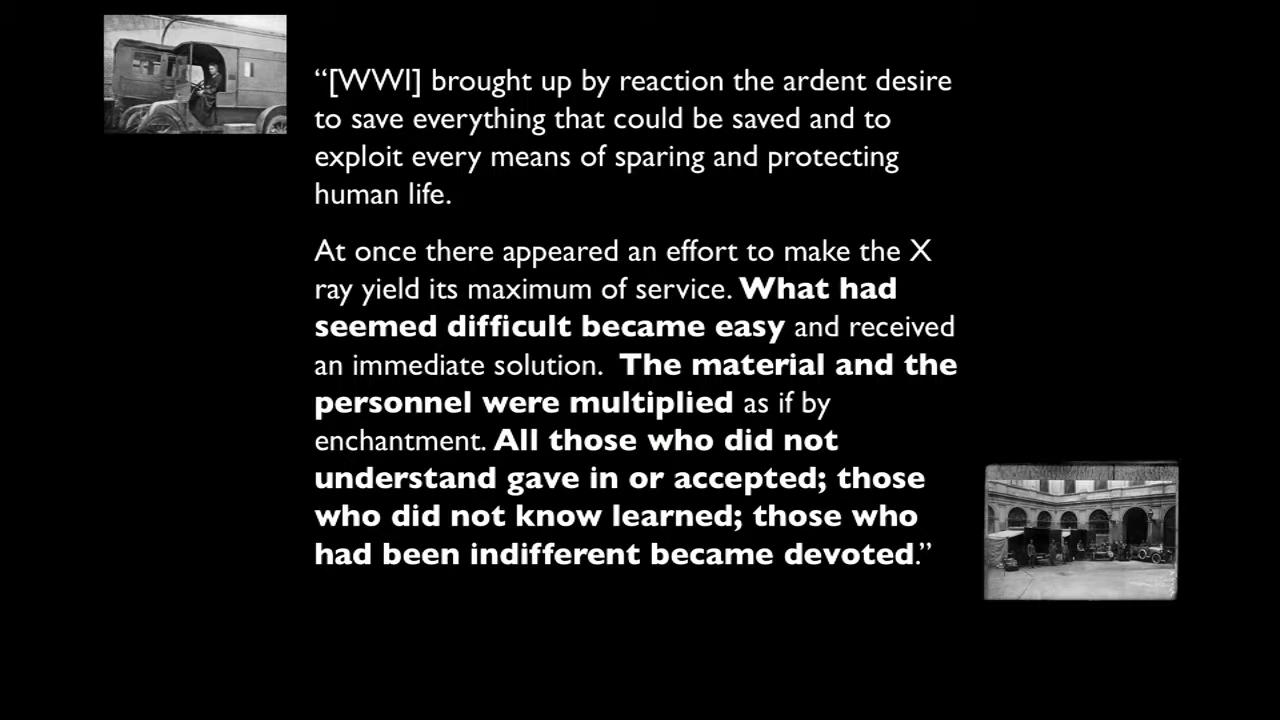 “[WWI] brought up by reaction the ardent desire
to save everything that could be saved and to
exploit every means of sparing and protecting
human life.
At once there appeared an effort to make the X
ray yield its maximum of service. What had
seemed difficult became easy and received
an immediate solution.  The material and the
personnel were multiplied as if by
enchantment. All those who did not
understand gave in or accepted; those
who did not know learned; those who
had been indifferent became devoted.”